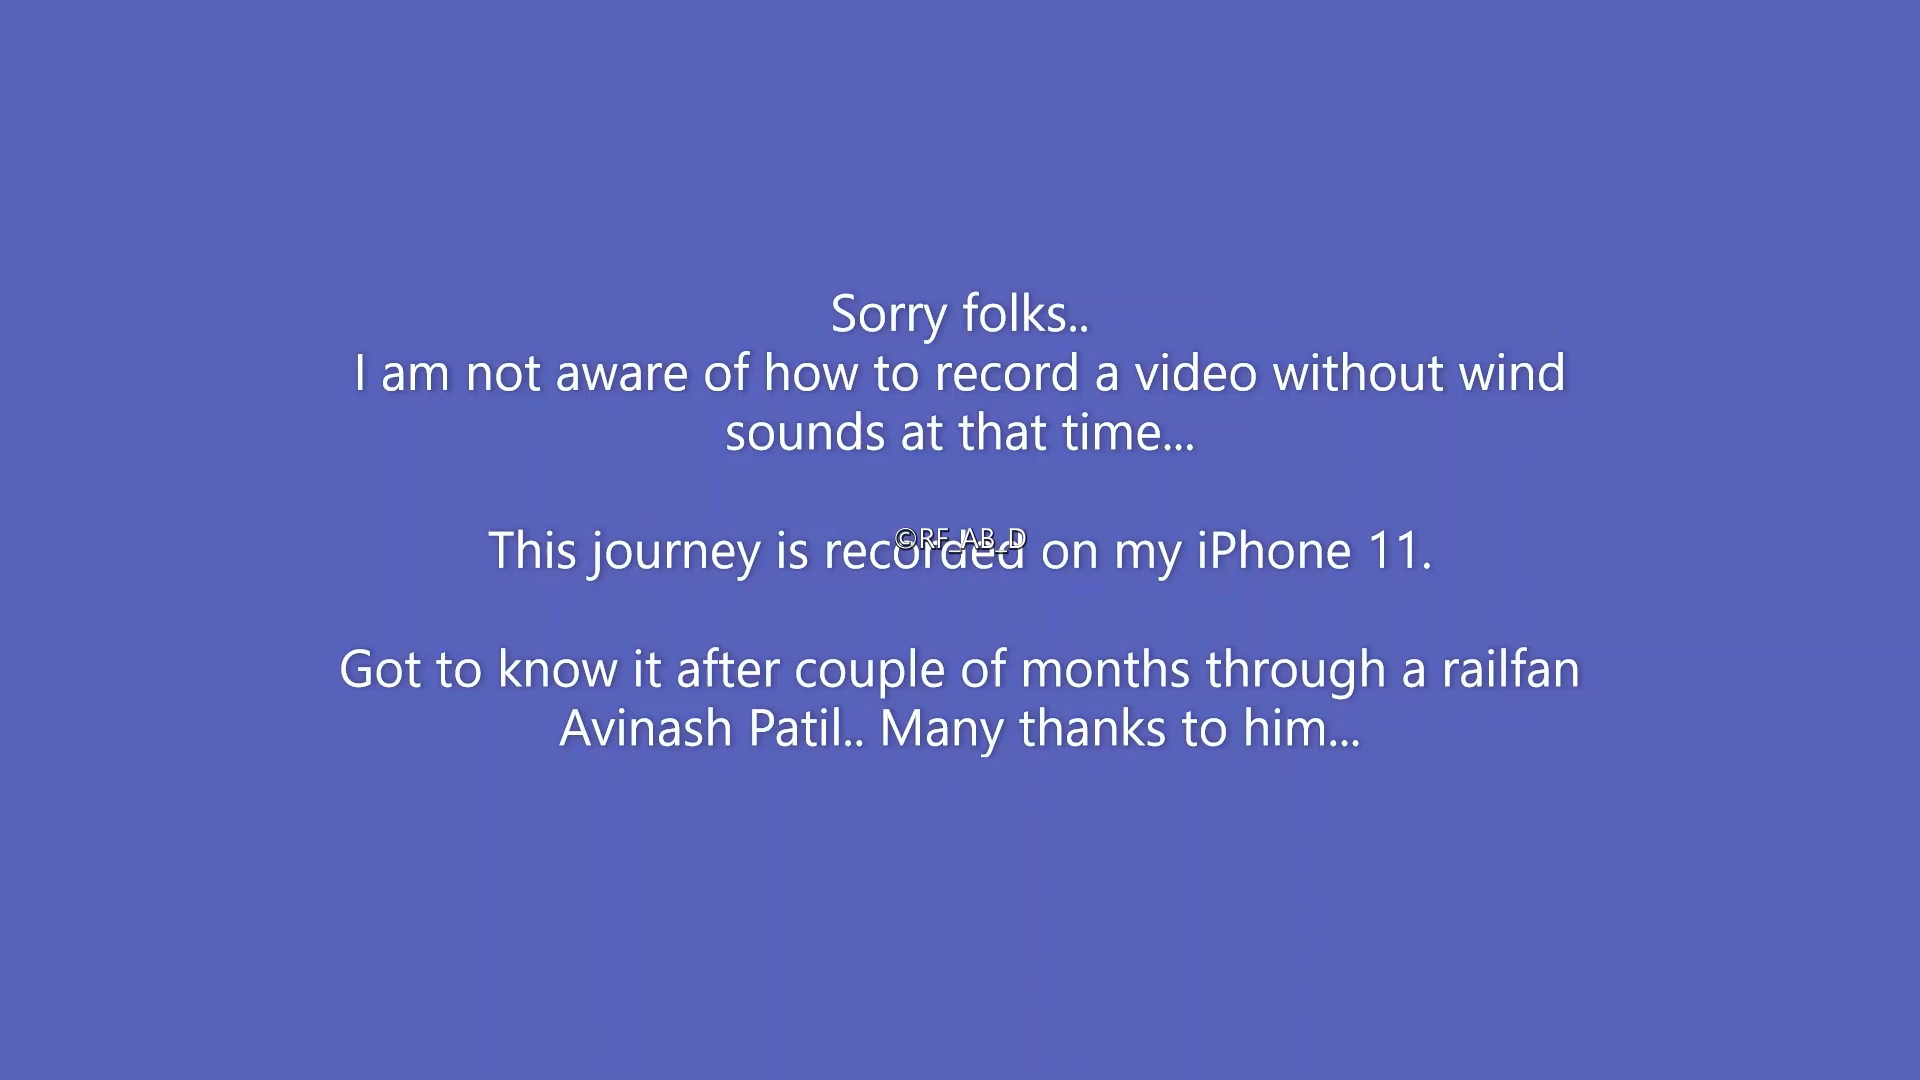 Sorry folks..
I am not aware of how to record a video without wind
sounds at that time...
This journey is recorded on my iPhone 11.
©RF_AB_D
Got to know it after couple of months through a railfan
Avinash Patil.. Many thanks to him...